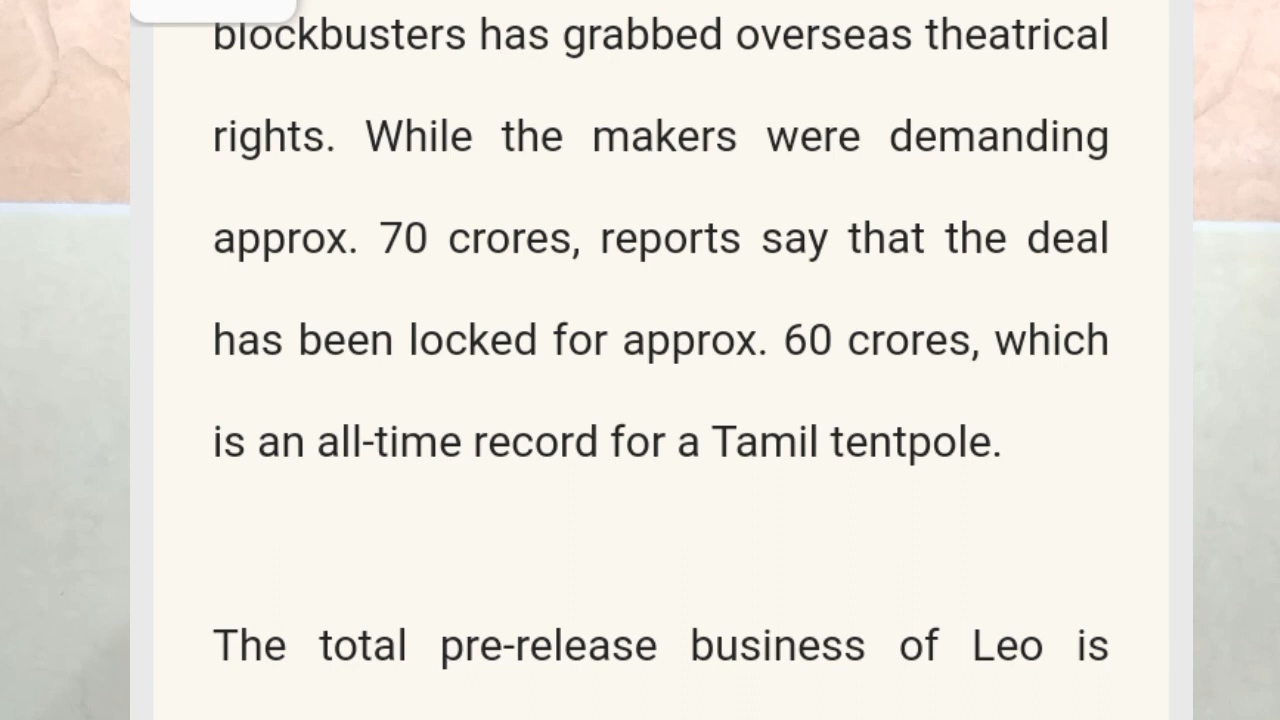 blockbusters has grabbed overseas theatrical
rights. While the makers were demanding
approx. 70 crores, reports say that the deal
has been locked for approx. 60 crores, which
is an all-time record for a Tamil tentpole.
The total pre-release business of Leo is